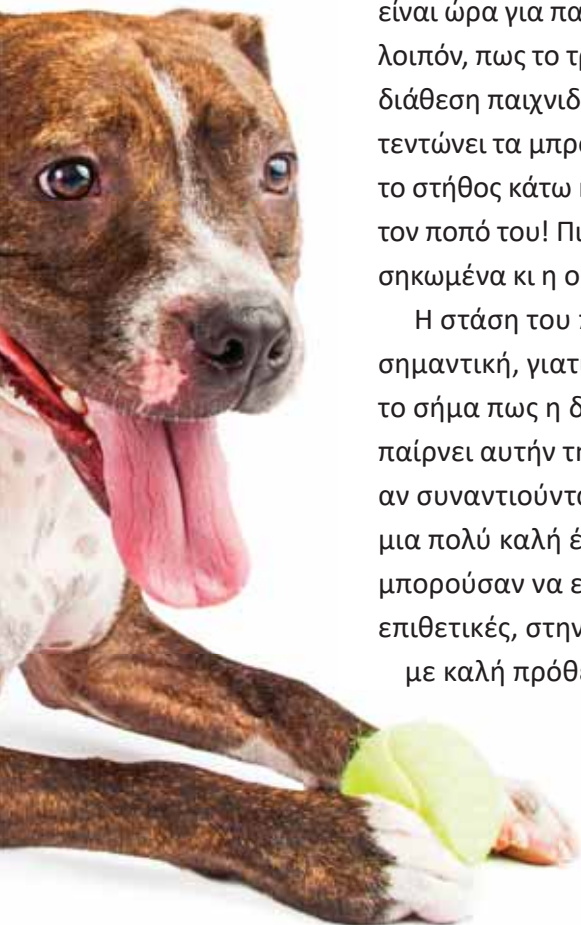 είναι ώρα για πα
λοιπόν, πως το τρ
διάθεση παιχνιδ
τεντώνει τα μπρο
το στήθος κάτω κ
τον ποπό του! Πι
σηκωμένα κι η ο
Η στάση του π
σημαντική, γιατ
το σήμα πως η δ
παίρνει αυτήν τη
αν συναντιούντα
μια πολύ καλή έ
μπορούσαν να ε
επιθετικές, στην
με καλή πρόθε